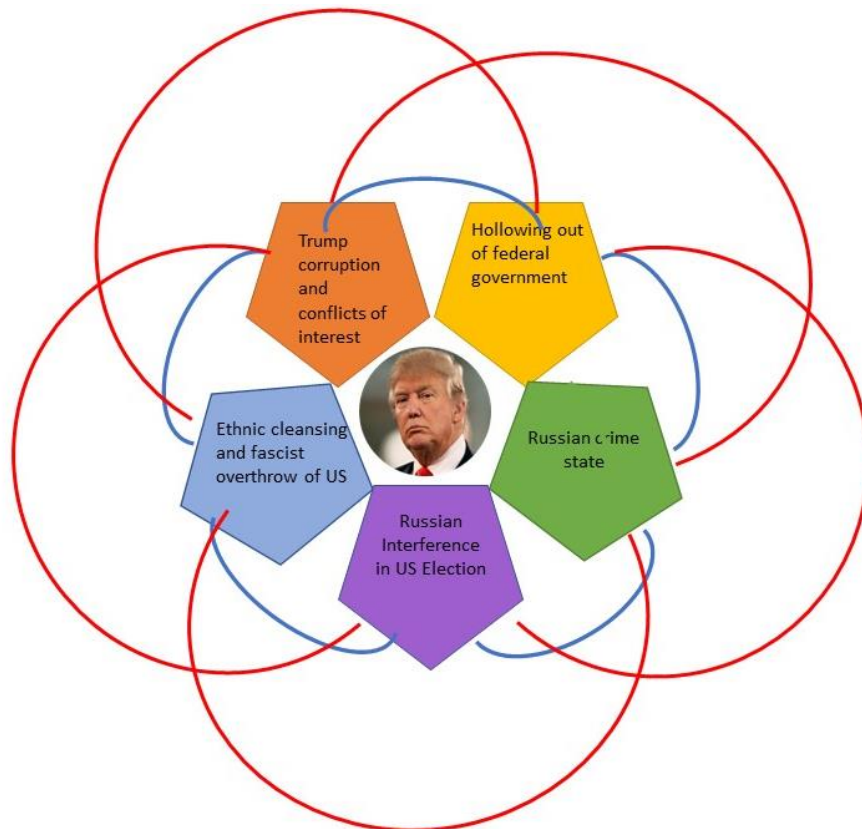 Trump
corruption
and
conflicts of
interest
Hollowing out
of federal
government
Ethnic cleansing
and fascist
overthrow of US
Russian crime
state
Russian
Interference
in US Election